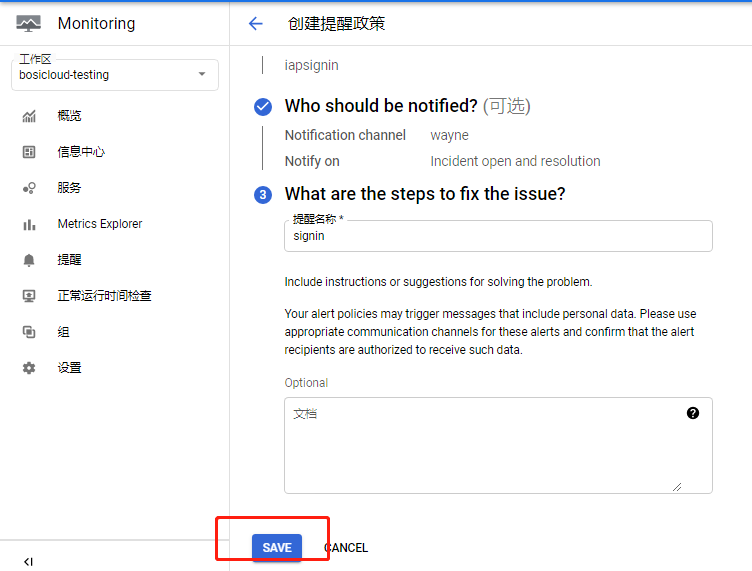 Monitoring
创建提醒政策
工作区
bosicloud-testing
概览
信息中心
服务
Metrics Explorer
提醒
正常运行时间检查
组
设置
iapsignin
Who should be notified? (可选)
Notification channel wayne
Notify on Incident open and resolution
3 What are the steps to fix the issue?
提醒名称 *
signin
Include instructions or suggestions for solving the problem.
Your alert policies may trigger messages that include personal data. Please use
appropriate communication channels for these alerts and confirm that the alert
recipients are authorized to receive such data.
Optional
文档
SAVE CANCEL